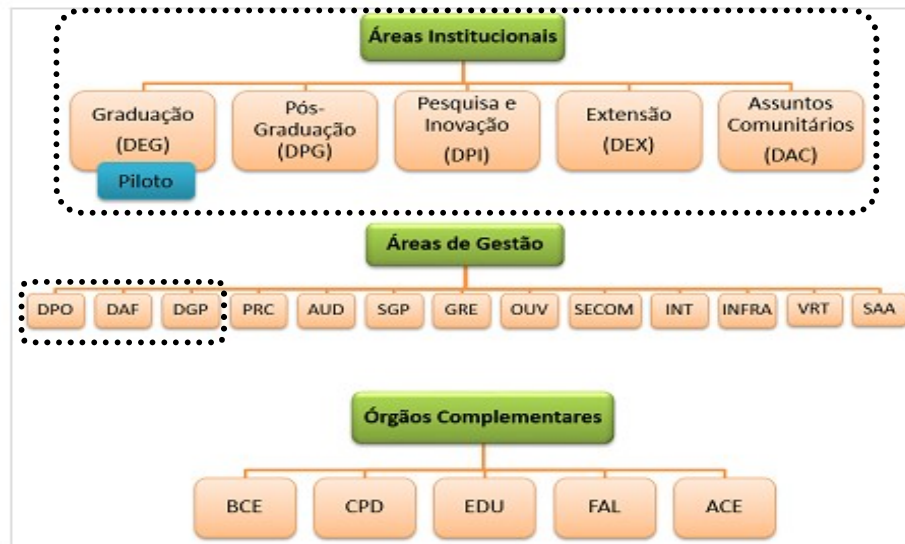 Áreas Institucionais
Graduação
(DEG)
Pós-
Graduação
(DPG)
Pesquisa e
Inovação
(DPI)
Extensão
(DEX)
Assuntos
Comunitários
(DAC)
Piloto
Áreas de Gestão
DPO DAF DGP PRC AUD SGP GRE OUV SECOM INT INFRA VRT SAA
Órgãos Complementares
BCE CPD EDU FAL ACE